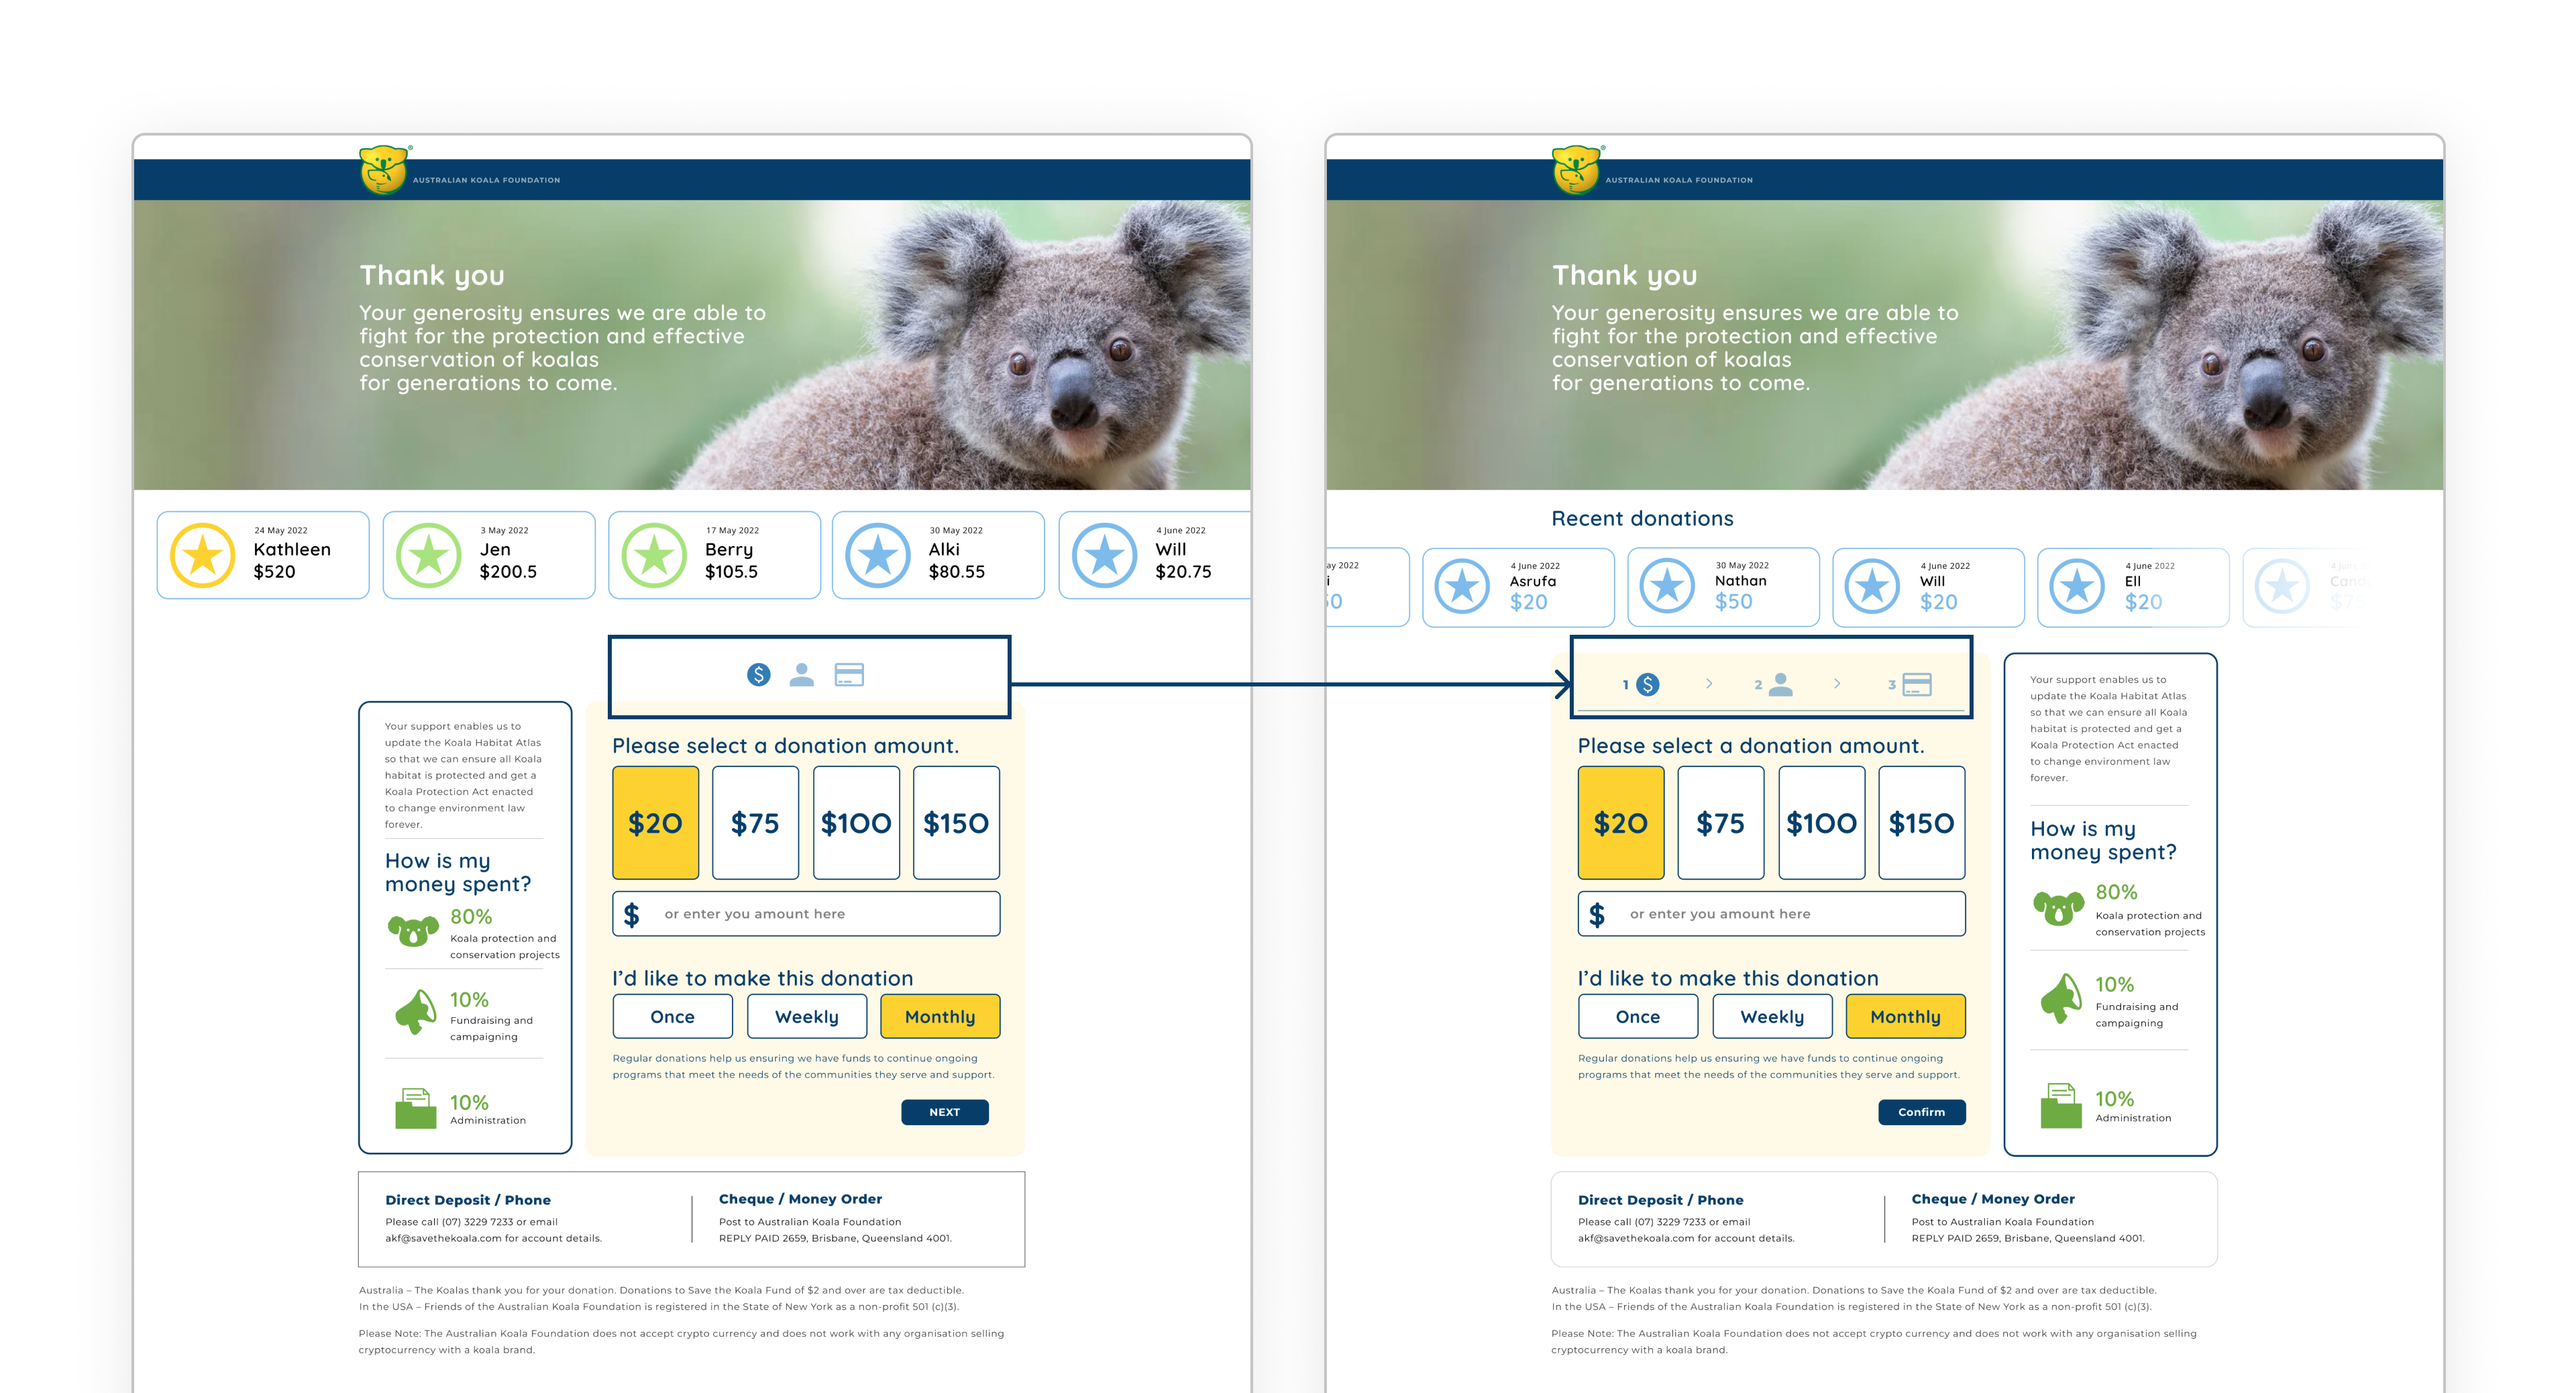 AUSTRALIAN KOALA FOUNDATION
Thank you
Your generosity ensures we are able to
fight for the protection and effective
conservation of koalas
for generations to come.
24 May 2022
Kathleen
$520
3 May 2022
Jen
$200.5
17 May 2022
Berry
$105.5
30 May 2022
Alki
$80.55
4 June 2022
Will
$20.75
Your support enables us to
update the Koala Habitat Atlas
so that we can ensure all Koala
habitat is protected and get a
Koala Protection Act enacted
to change environment law
forever.
How is my
money spent?
80%
Koala protection and
conservation projects
10%
Fundraising and
campaigning
10%
Administration
Please select a donation amount.
$20
$75
$100
$150
$ or enter you amount here
I'd like to make this donation
Once
Weekly
Monthly
Regular donations help us ensuring we have funds to continue ongoing
programs that meet the needs of the communities they serve and support.
NEXT
Direct Deposit / Phone
Please call (07) 3229 7233 or email
akf@savethekoala.com for account details.
Cheque / Money Order
Post to Australian Koala Foundation
REPLY PAID 2659, Brisbane, Queensland 4001.
Australia – The Koalas thank you for your donation. Donations to Save the Koala Fund of $2 and over are tax deductible.
In the USA – Friends of the Australian Koala Foundation is registered in the State of New York as a non-profit 501 (c)(3).
Please Note: The Australian Koala Foundation does not accept crypto currency and does not work with any organisation selling
cryptocurrency with a koala brand.
AUSTRALIAN KOALA FOUNDATION
Thank you
Your generosity ensures we are able to
fight for the protection and effective
conservation of koalas
for generations to come.
Recent donations
ay 2022
i
0
4 June 2022
Asrufa
$20
30 May 2022
Nathan
$50
4 June 2022
Will
$20
4 June 2022
Ell
$20
$75
1
2
3
Please select a donation amount.
$20
$75
$100
$150
$ or enter you amount here
I'd like to make this donation
Once
Weekly
Monthly
Regular donations help us ensuring we have funds to continue ongoing
programs that meet the needs of the communities they serve and support.
Confirm
Your support enables us to
update the Koala Habitat Atlas
so that we can ensure all Koala
habitat is protected and get a
Koala Protection Act enacted
to change environment law
forever.
How is my
money spent?
80%
Koala protection and
conservation projects
10%
Fundraising and
campaigning
10%
Administration
Direct Deposit / Phone
Please call (07) 3229 7233 or email
akf@savethekoala.com for account details.
Cheque / Money Order
Post to Australian Koala Foundation
REPLY PAID 2659, Brisbane, Queensland 4001.
Australia – The Koalas thank you for your donation. Donations to Save the Koala Fund of $2 and over are tax deductible.
In the USA – Friends of the Australian Koala Foundation is registered in the State of New York as a non-profit 501 (c)(3).
Please Note: The Australian Koala Foundation does not accept crypto currency and does not work with any organisation selling
cryptocurrency with a koala brand.